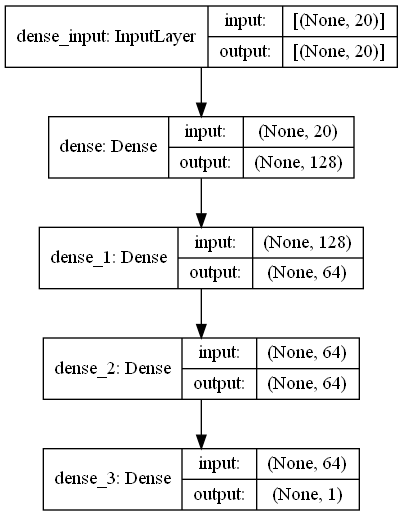 dense_input: InputLayer
input: [(None, 20)]
output: [(None, 20)]
dense: Dense
input: (None, 20)
output: (None, 128)
dense_1: Dense
input: (None, 128)
output: (None, 64)
dense_2: Dense
input: (None, 64)
output: (None, 64)
dense_3: Dense
input: (None, 64)
output: (None, 1)